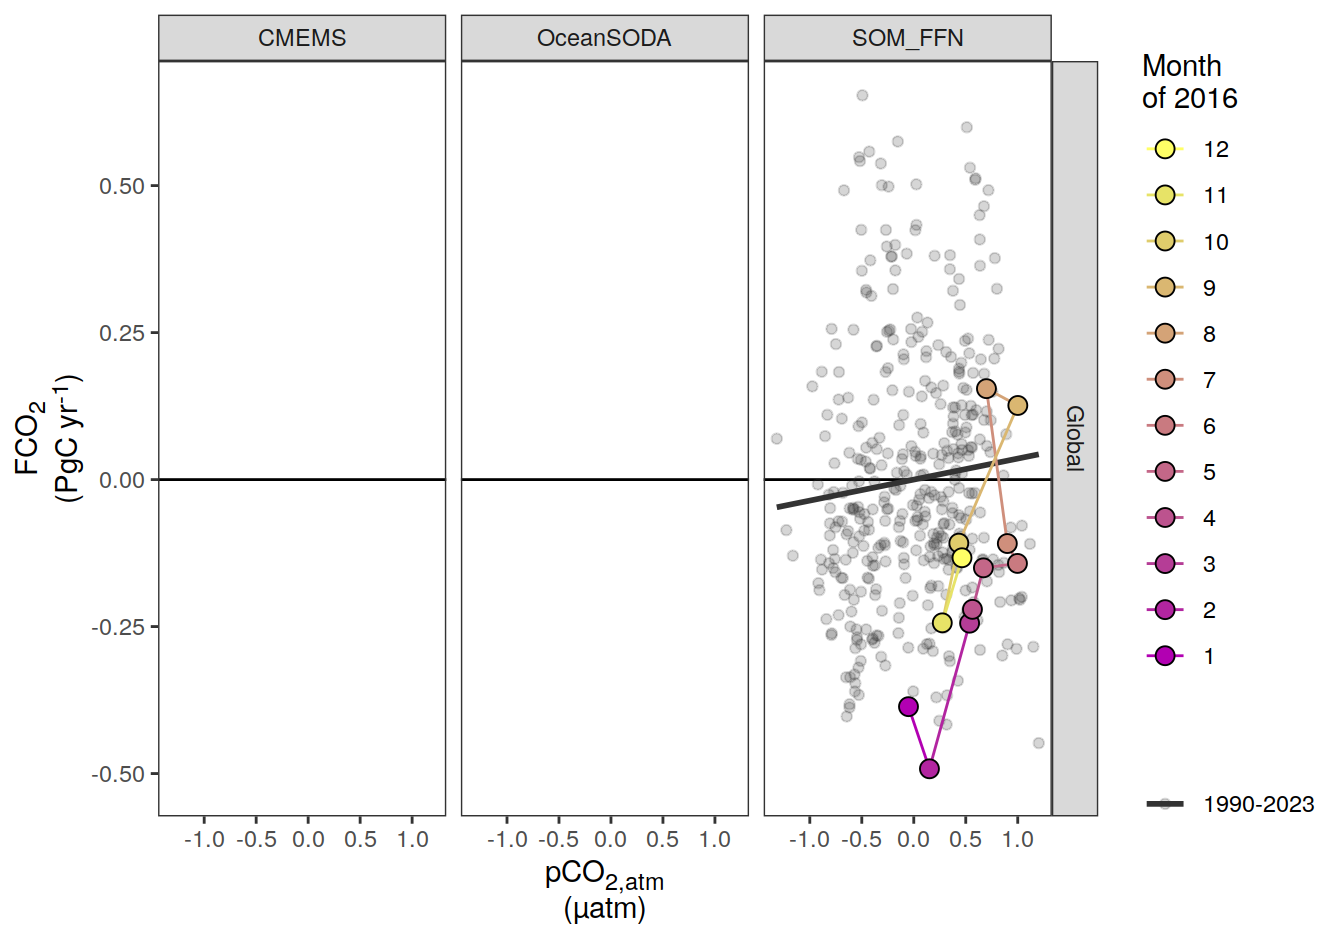 CMEMS
OceanSODA
SOM_FFN
Global
FCO2
(PgC yr-1)
0.50
0.25
0.00
-0.25
-0.50
-1.0 -0.5 0.0 0.5 1.0
-1.0 -0.5 0.0 0.5 1.0
-1.0 -0.5 0.0 0.5 1.0
pCO2,atm
(µatm)
Month
of 2016
12
11
10
9
8
7
6
5
4
3
2
1
1990-2023